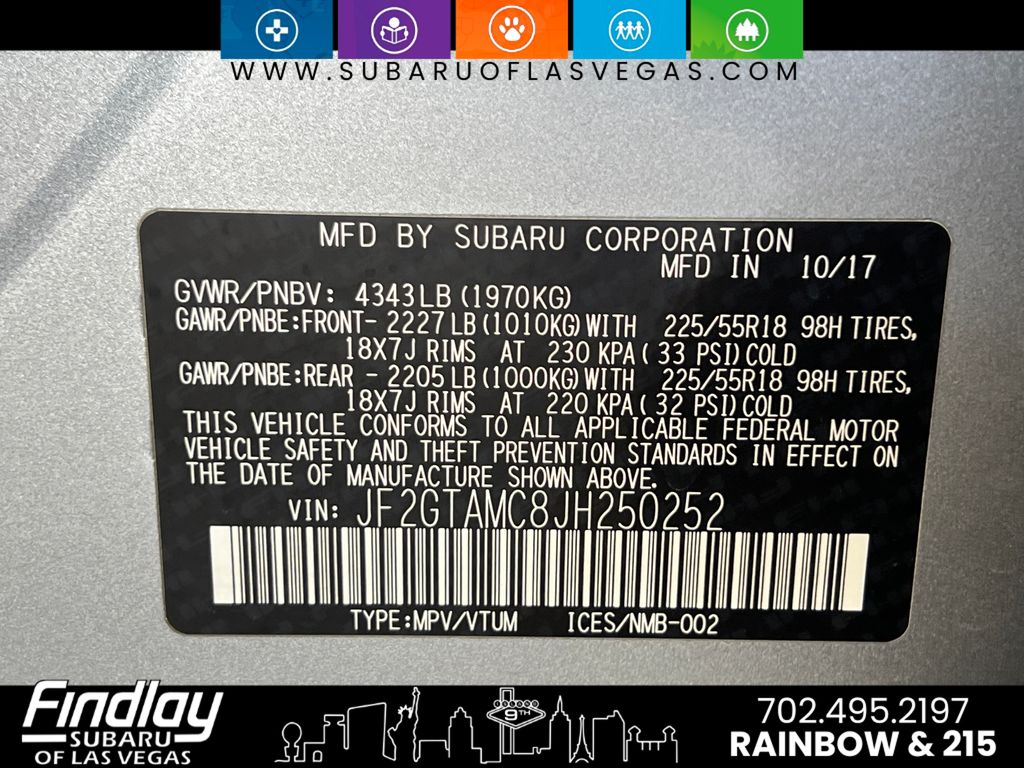 WWW.SUBARUOFLASVEGAS.COM
MFD BY SUBARU CORPORATION
MFD IN 10/17
GVWR/PNBV: 4343LB(1970KG)
GAWR/PNBE:FRONT- 2227LB(1010KG)WITH 225/55R18 98H TIRES,
18X7J RIMS AT 230 KPA( 33 PSI)COLD
GAWR/PNBE:REAR - 2205LB(1000KG)WITH 225/55R18 98H TIRES,
18X7J RIMS AT 220 KPA( 32 PSI)COLD
THIS VEHICLE CONFORMS TO ALL APPLICABLE FEDERAL MOTOR
VEHICLE SAFETY AND THEFT PREVENTION STANDARDS IN EFFECT ON
THE DATE OF MANUFACTURE SHOWN ABOVE.
VIN: JF2GTAMC8JH250252
TYPE:MPV/VTUM ICES/NMB-002
Findlay
SUBARU
OF LAS VEGAS
9TH
702.495.2197
RAINBOW & 215